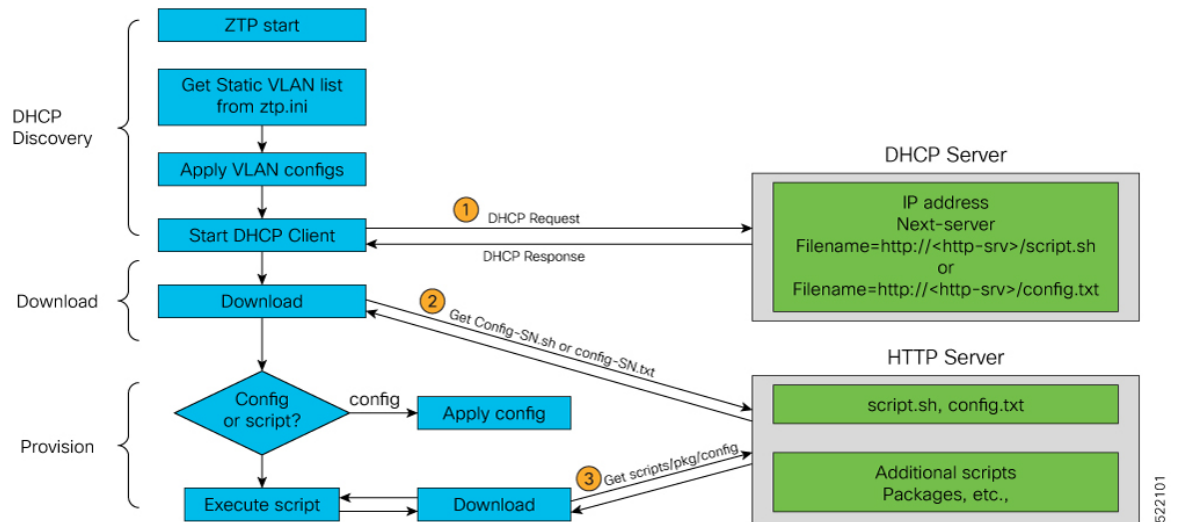 ZTP start
Get Static VLAN list
from ztp.ini
DHCP
Discovery
Apply VLAN configs
Start DHCP Client
1
DHCP Request
DHCP Response
DHCP Server
IP address
Next-server
Filename=http://<http-srv>/script.sh
or
Filename=http://<http-srv>/config.txt
Download
Download
2
Get Config-SN.sh or config-SN.txt
HTTP Server
script.sh, config.txt
Provision
Config
or script?
config
Apply config
Execute script
Download
3
Get scripts/pkg/config
Additional scripts
Packages, etc.,
522101